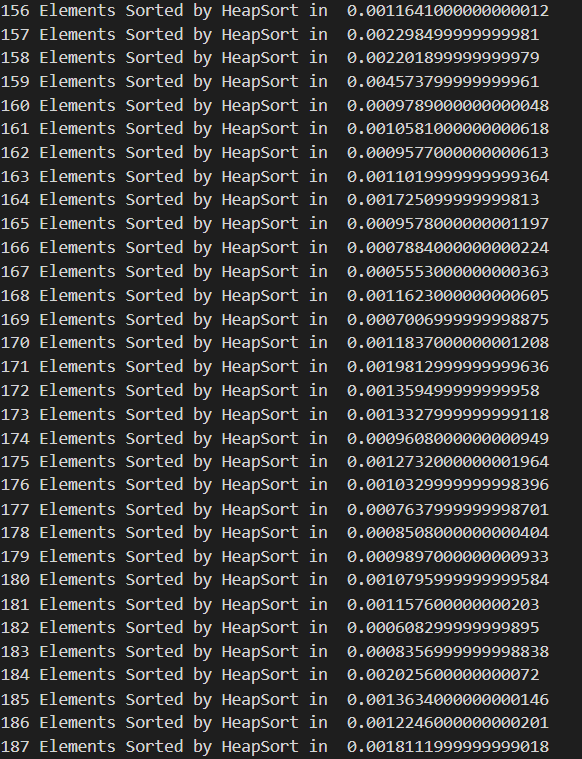 156 Elements Sorted by HeapSort in  0.0011641000000000012
157 Elements Sorted by HeapSort in  0.002298499999999981
158 Elements Sorted by HeapSort in  0.002201899999999979
159 Elements Sorted by HeapSort in  0.004573799999999961
160 Elements Sorted by HeapSort in  0.0009789000000000048
161 Elements Sorted by HeapSort in  0.0010581000000000618
162 Elements Sorted by HeapSort in  0.0009577000000000613
163 Elements Sorted by HeapSort in  0.0011019999999999364
164 Elements Sorted by HeapSort in  0.001725099999999813
165 Elements Sorted by HeapSort in  0.0009578000000001197
166 Elements Sorted by HeapSort in  0.0007884000000000224
167 Elements Sorted by HeapSort in  0.0005553000000000363
168 Elements Sorted by HeapSort in  0.0011623000000000605
169 Elements Sorted by HeapSort in  0.0007006999999998875
170 Elements Sorted by HeapSort in  0.0011837000000001208
171 Elements Sorted by HeapSort in  0.0019812999999999636
172 Elements Sorted by HeapSort in  0.001359499999999958
173 Elements Sorted by HeapSort in  0.0013327999999999118
174 Elements Sorted by HeapSort in  0.0009608000000000949
175 Elements Sorted by HeapSort in  0.0012732000000001964
176 Elements Sorted by HeapSort in  0.0010329999999998396
177 Elements Sorted by HeapSort in  0.0007637999999998701
178 Elements Sorted by HeapSort in  0.0008508000000000404
179 Elements Sorted by HeapSort in  0.0009897000000000933
180 Elements Sorted by HeapSort in  0.0010795999999999584
181 Elements Sorted by HeapSort in  0.001157600000000203
182 Elements Sorted by HeapSort in  0.000608299999999895
183 Elements Sorted by HeapSort in  0.0008356999999998838
184 Elements Sorted by HeapSort in  0.002025600000000072
185 Elements Sorted by HeapSort in  0.0013634000000000146
186 Elements Sorted by HeapSort in  0.0012246000000000201
187 Elements Sorted by HeapSort in  0.0018111999999999018